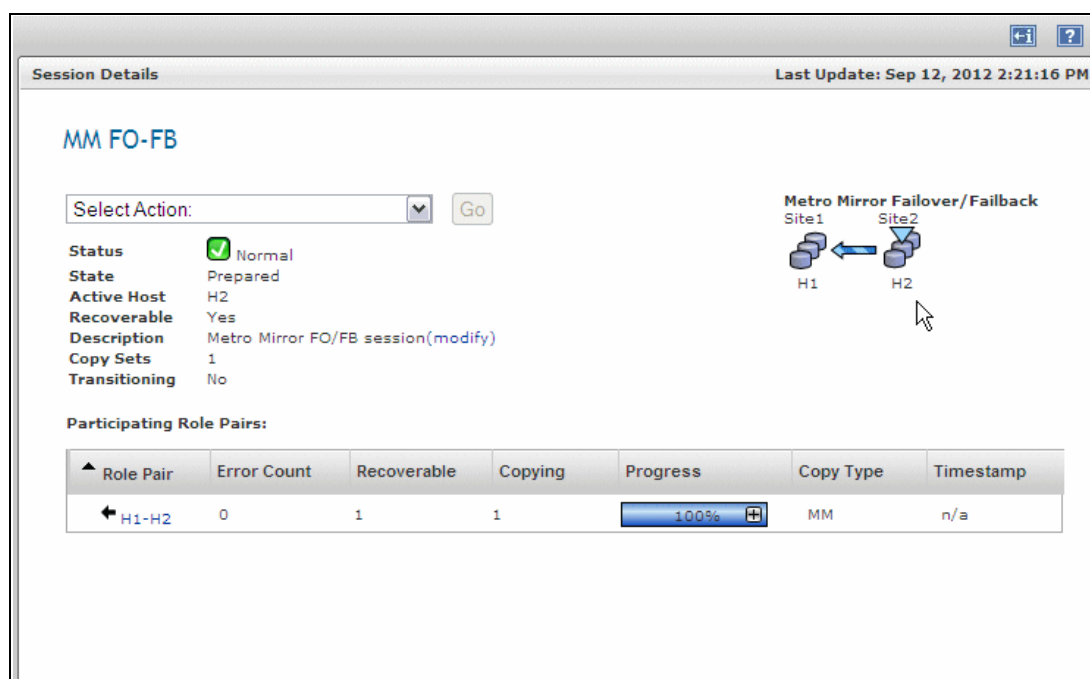 Session Details
Last Update: Sep 12, 2012 2:21:16 PM
MM FO-FB
Select Action:
Go
Metro Mirror Failover/Failback
Site1 Site2
H1 H2
Status Normal
State Prepared
Active Host H2
Recoverable Yes
Description Metro Mirror FO/FB session(modify)
Copy Sets 1
Transitioning No
Participating Role Pairs:
Role Pair Error Count Recoverable Copying Progress Copy Type Timestamp
H1-H2 0 1 1 100% MM n/a